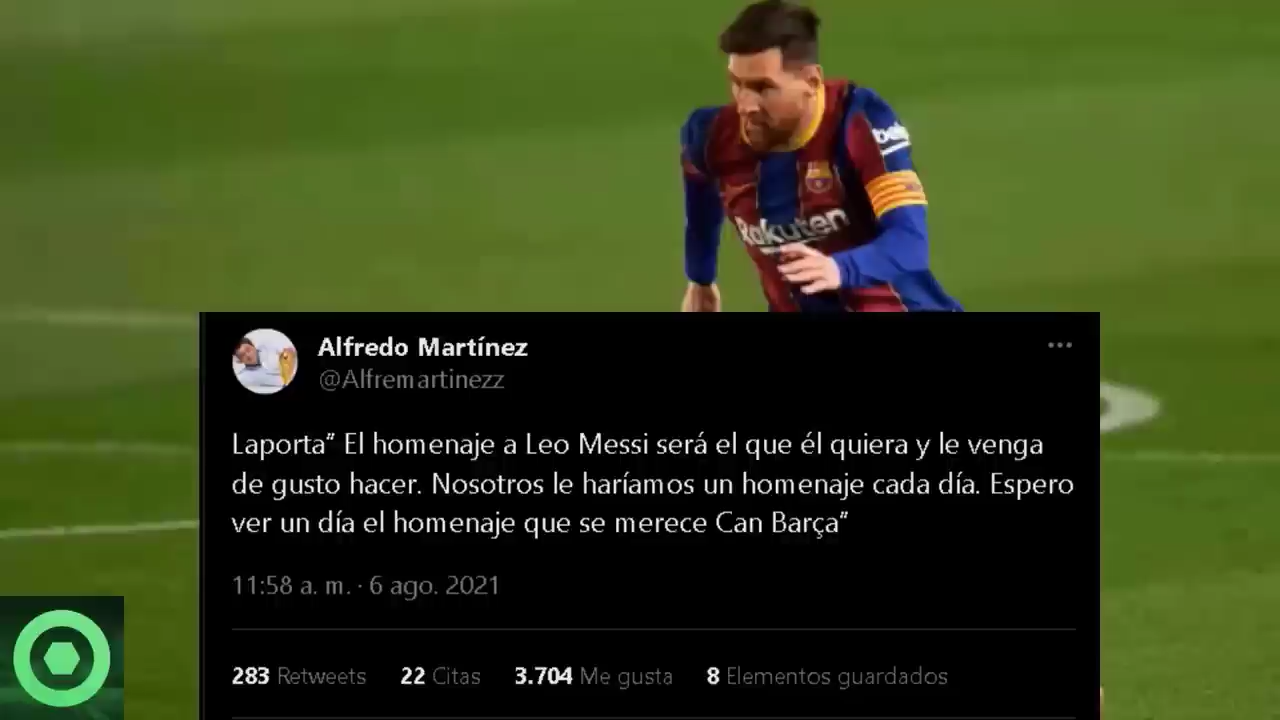 beko
Rakuten
Alfredo Martínez
@Alfremartinezz
Laporta" El homenaje a Leo Messi será el que él quiera y le venga
de gusto hacer. Nosotros le haríamos un homenaje cada día. Espero
ver un día el homenaje que se merece Can Barça"
11:58 a. m. · 6 ago. 2021
283 Retweets 22 Citas 3.704 Me gusta 8 Elementos guardados